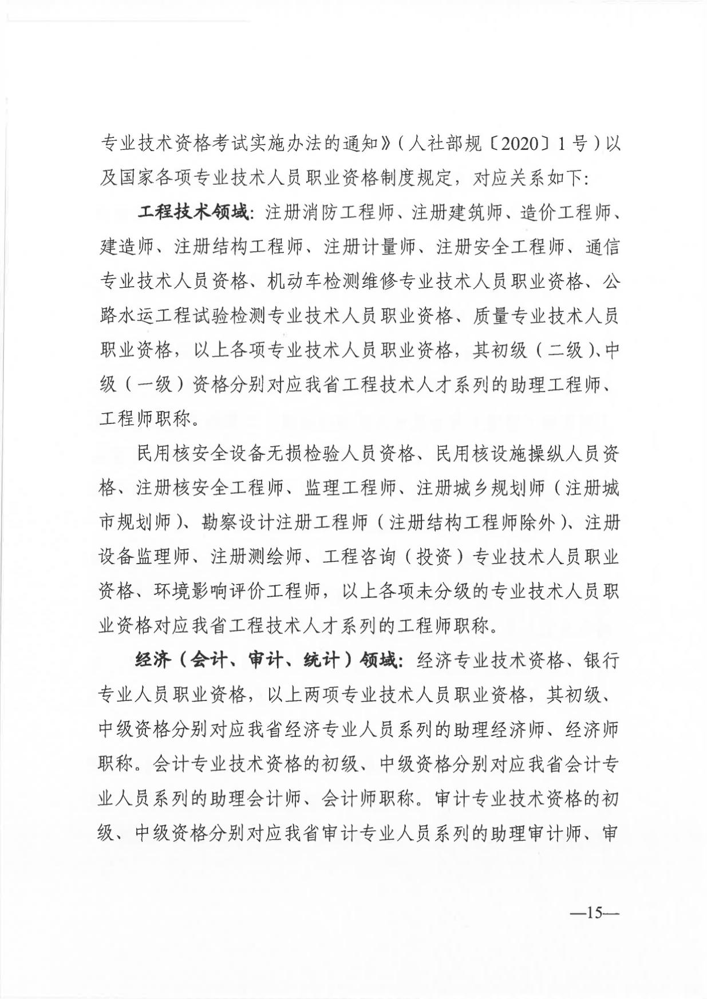 专业技术资格考试实施办法的通知》（人社部规〔2020〕1号）以
及国家各项专业技术人员职业资格制度规定，对应关系如下：
工程技术领域：注册消防工程师、注册建筑师、造价工程师、
建造师、注册结构工程师、注册计量师、注册安全工程师、通信
专业技术人员资格、机动车检测维修专业技术人员职业资格、公
路水运工程试验检测专业技术人员职业资格、质量专业技术人员
职业资格，以上各项专业技术人员职业资格，其初级（二级）、中
级（一级）资格分别对应我省工程技术人才系列的助理工程师、
工程师职称。
民用核安全设备无损检验人员资格、民用核设施操纵人员资
格、注册核安全工程师、监理工程师、注册城乡规划师（注册城
市规划师）、勘察设计注册工程师（注册结构工程师除外）、注册
设备监理师、注册测绘师、工程咨询（投资）专业技术人员职业
资格、环境影响评价工程师，以上各项未分级的专业技术人员职
业资格对应我省工程技术人才系列的工程师职称。
经济（会计、审计、统计）领域：经济专业技术资格、银行
专业人员职业资格，以上两项专业技术人员职业资格，其初级、
中级资格分别对应我省经济专业人员系列的助理经济师、经济师
职称。会计专业技术资格的初级、中级资格分别对应我省会计专
业人员系列的助理会计师、会计师职称。审计专业技术资格的初
级、中级资格分别对应我省审计专业人员系列的助理审计师、审
—15—